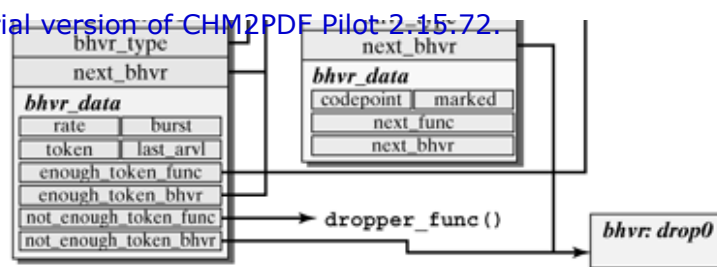 ial version of CHM2PDF Pilot 2.15.72.
bhvr_type
next_bhvr
bhvr_data
rate burst
token last_arvl
enough_token_func
enough_token_bhvr
not_enough_token_func
not_enough_token_bhvr
next_bhvr
bhvr_data
codepoint marked
next_func
next_bhvr
dropper_func()
bhvr: drop0